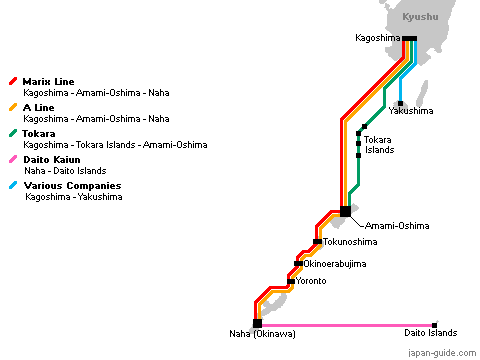 Kyushu
Kagoshima
Marix Line
Kagoshima - Amami-Oshima - Naha
A Line
Kagoshima - Amami-Oshima - Naha
Tokara
Kagoshima - Tokara Islands - Amami-Oshima
Daito Kaiun
Naha - Daito Islands
Various Companies
Kagoshima - Yakushima
Yakushima
Tokara
Islands
Amami-Oshima
Tokunoshima
Okinoerabujima
Yoronto
Naha (Okinawa)
Daito Islands
japan-guide.com